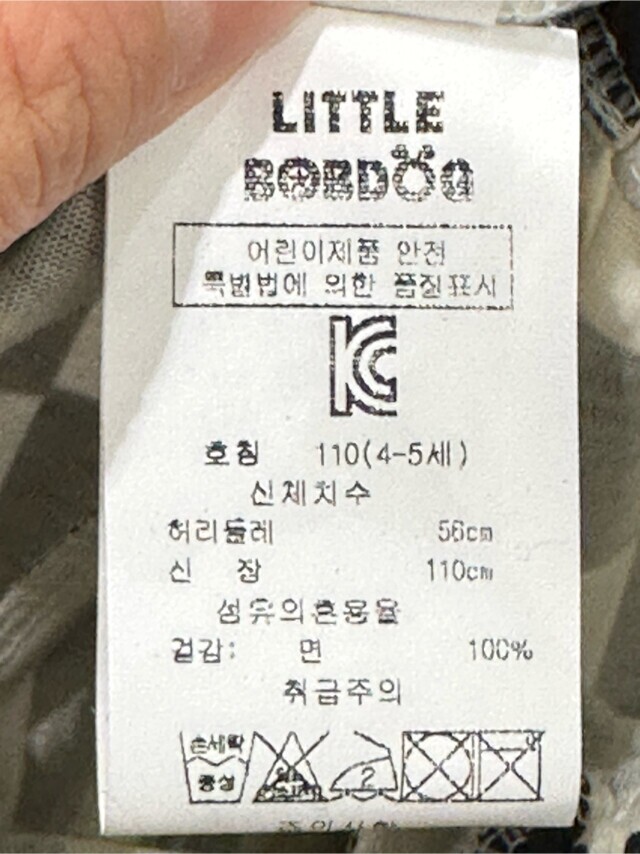 LITTLE
BOBDOG
어린이제품 안전
특별법에 의한 품질표시
KC
호칭 110(4-5세)
신체치수
허리둘레 56cm
신 장 110cm
섬유의혼용율
겉감: 면 100%
취급주의
손세탁
중성
2